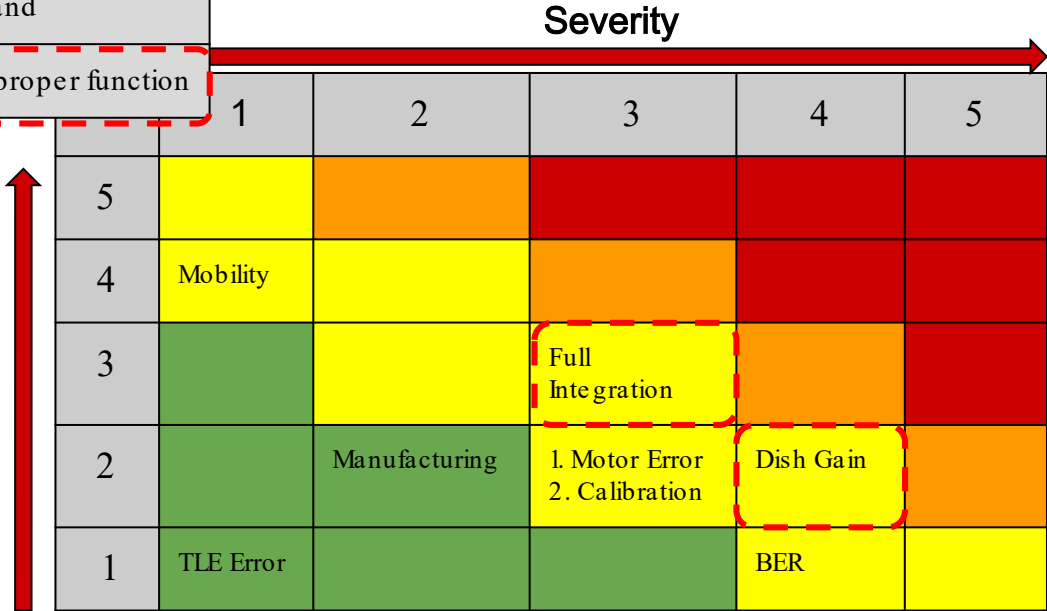 and
Severity
proper function
1 2 3 4 5
5
4 Mobility
3 Full
Integration
2 Manufacturing 1. Motor Error Dish Gain
2. Calibration
1 TLE Error BER